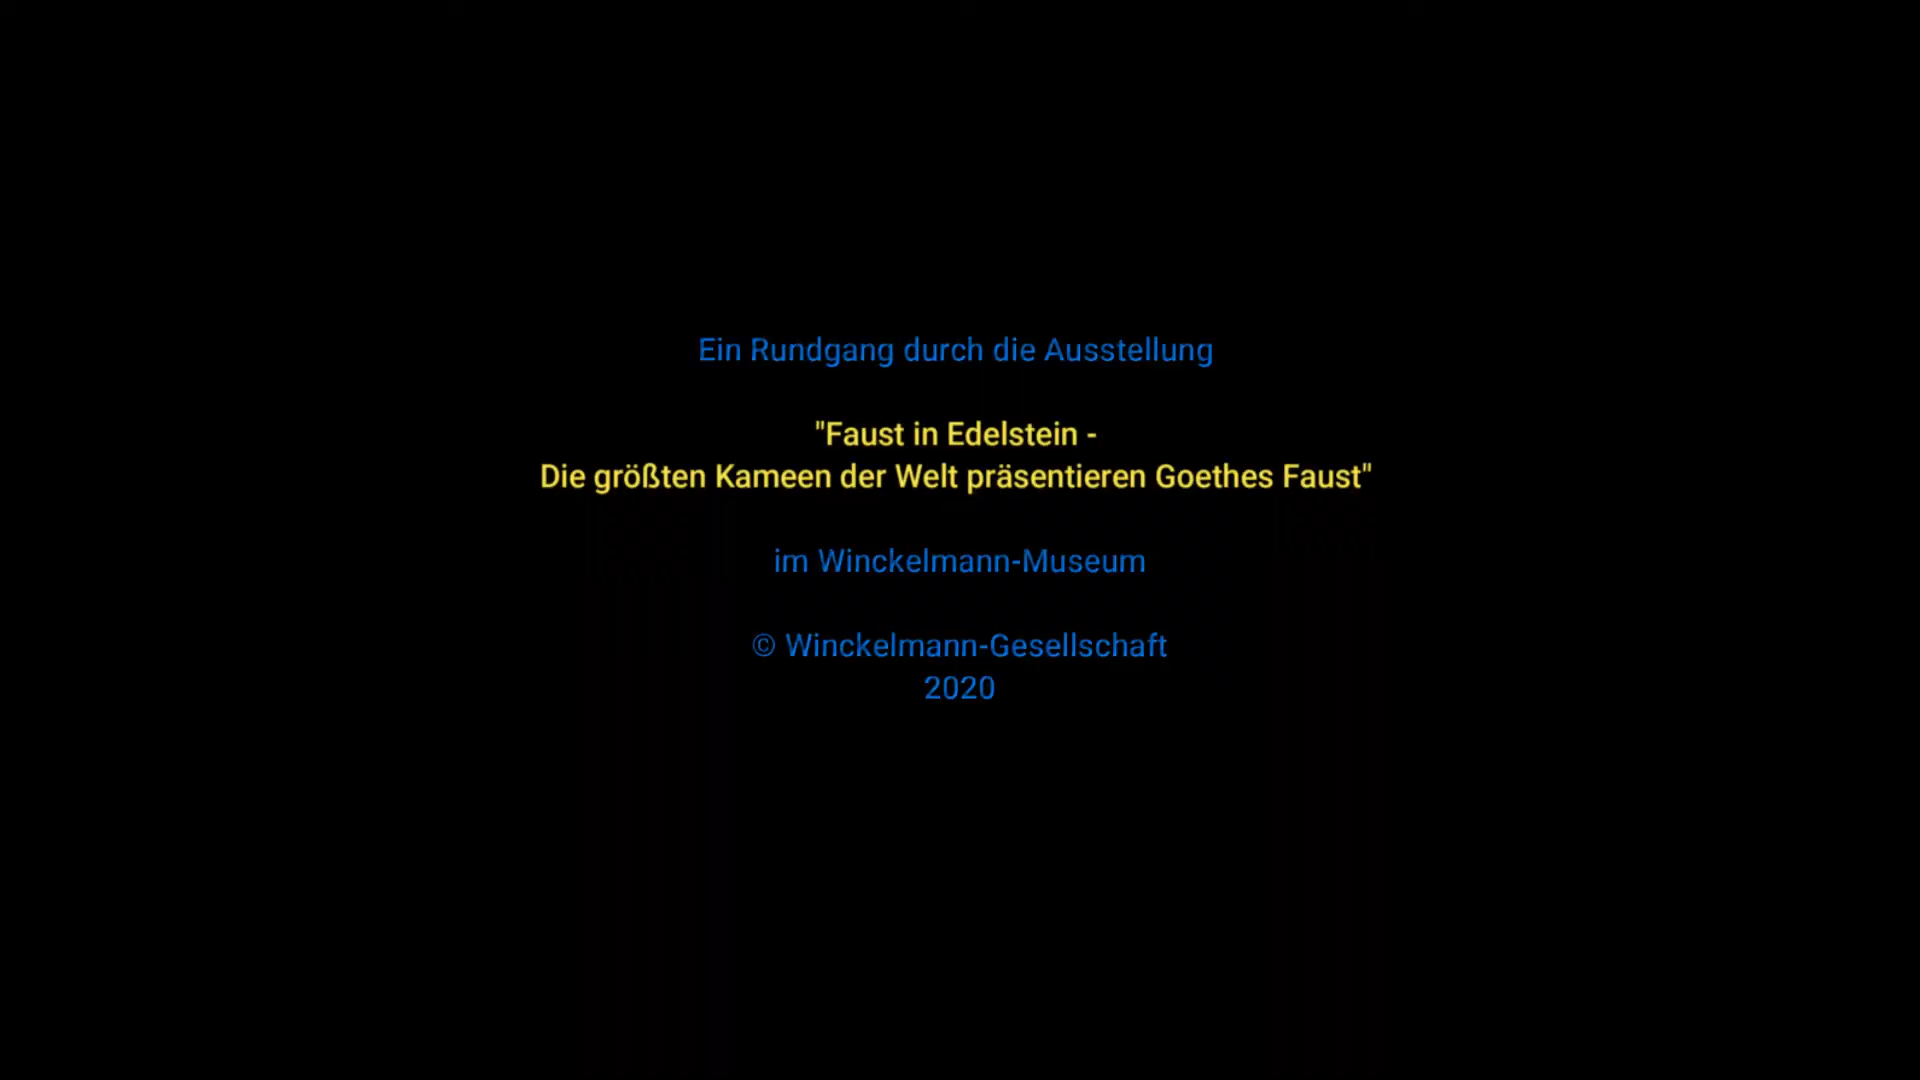 Ein Rundgang durch die Ausstellung
"Faust in Edelstein -
Die größten Kameen der Welt präsentieren Goethes Faust"
im Winckelmann-Museum
© Winckelmann-Gesellschaft
2020